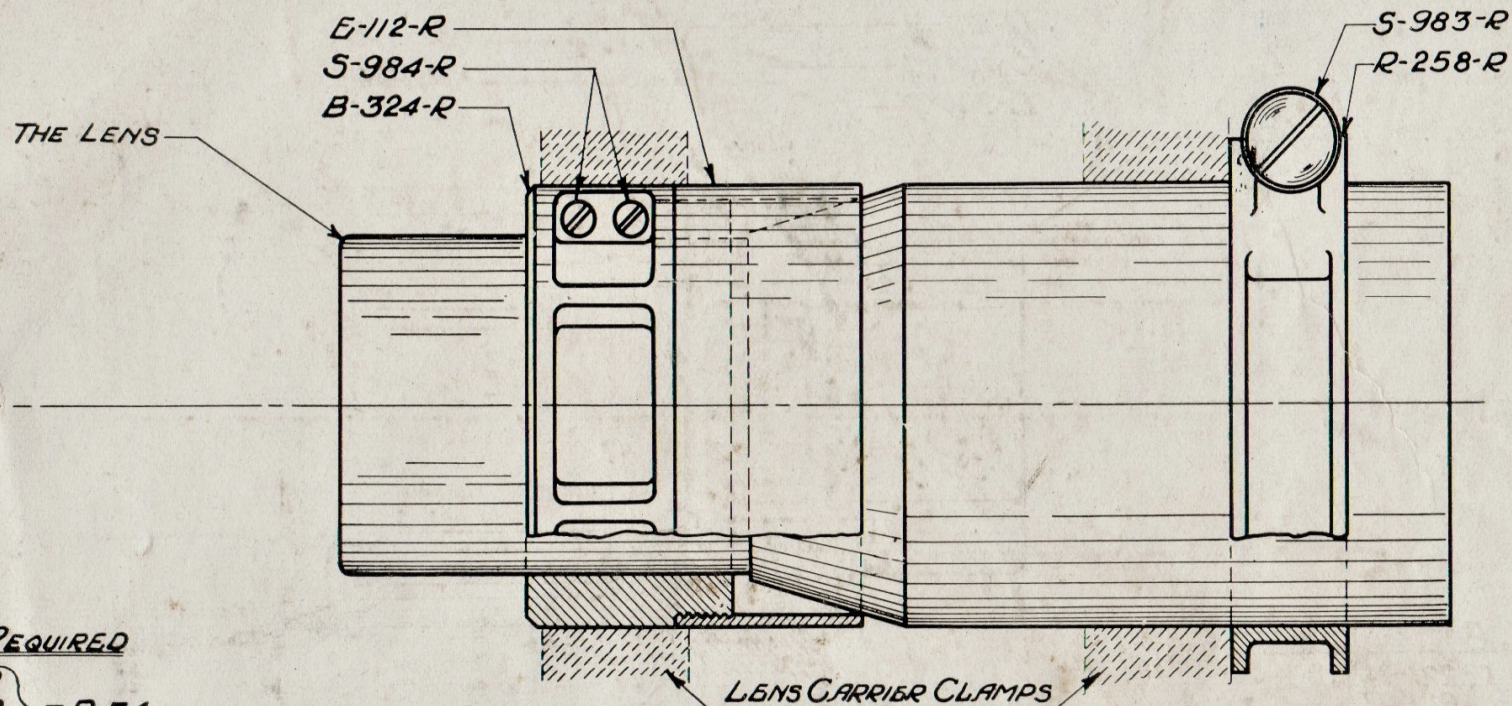 E-112-R
S-984-R
B-324-R
THE LENS
S-983-R
R-258-R
REQUIRED
LENS CARRIER CLAMPS